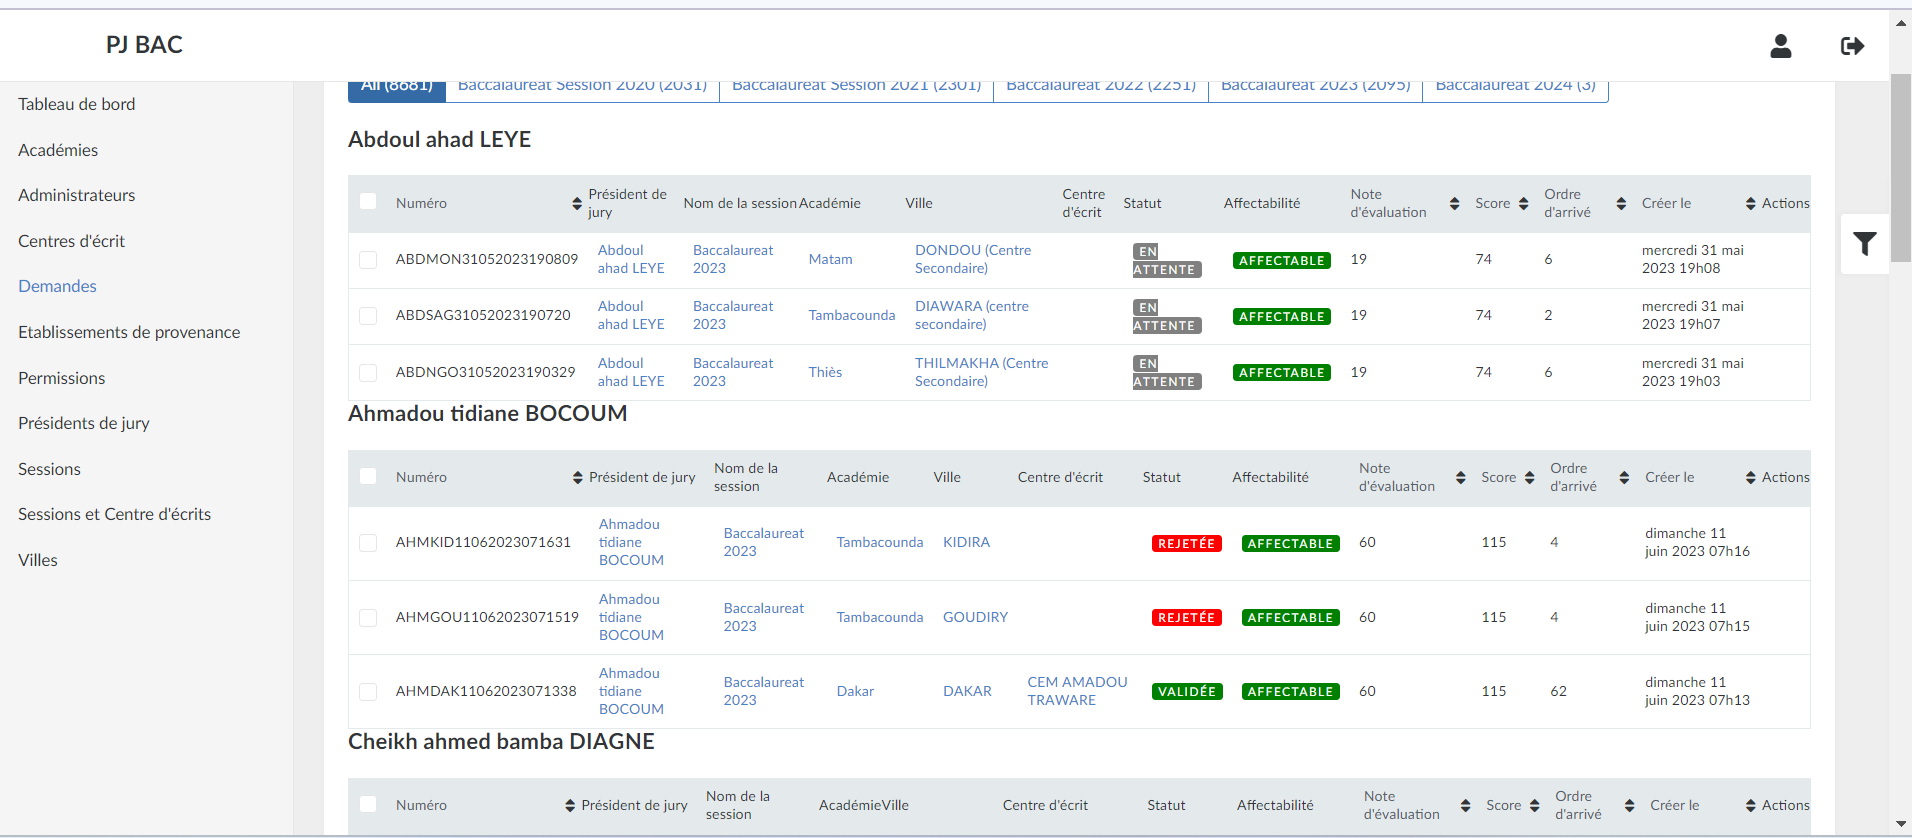 PJ BAC
Tableau de bord
Académies
Administrateurs
Centres d'écrit
Demandes
Etablissements de provenance
Permissions
Présidents de jury
Sessions
Sessions et Centre d'écrits
Villes
All (8681) Baccalaureat Session 2020 (2031) Baccalaureat Session 2021 (2301) Baccalaureat 2022 (2251) Baccalaureat 2023 (2095) Baccalaureat 2024 (3)
Abdoul ahad LEYE
Numéro Président de jury Nom de la session Académie Ville Centre d'écrit Statut Affectabilité Note d'évaluation Score Ordre d'arrivé Créer le Actions
ABDMON31052023190809 Abdoul ahad LEYE Baccalaureat 2023 Matam DONDOU (Centre Secondaire) EN ATTENTE AFFECTABLE 19 74 6 mercredi 31 mai 2023 19h08
ABDSAG31052023190720 Abdoul ahad LEYE Baccalaureat 2023 Tambacounda DIAWARA (centre secondaire) EN ATTENTE AFFECTABLE 19 74 2 mercredi 31 mai 2023 19h07
ABDNGO31052023190329 Abdoul ahad LEYE Baccalaureat 2023 Thiès THILMAKHA (Centre Secondaire) EN ATTENTE AFFECTABLE 19 74 6 mercredi 31 mai 2023 19h03
Ahmadou tidiane BOCOUM
Numéro Président de jury Nom de la session Académie Ville Centre d'écrit Statut Affectabilité Note d'évaluation Score Ordre d'arrivé Créer le Actions
AHMKID11062023071631 Ahmadou tidiane BOCOUM Baccalaureat 2023 Tambacounda KIDIRA REJETÉE AFFECTABLE 60 115 4 dimanche 11 juin 2023 07h16
AHMGOU11062023071519 Ahmadou tidiane BOCOUM Baccalaureat 2023 Tambacounda GOUDIRY REJETÉE AFFECTABLE 60 115 4 dimanche 11 juin 2023 07h15
AHMDAK11062023071338 Ahmadou tidiane BOCOUM Baccalaureat 2023 Dakar DAKAR CEM AMADOU TRAWARE VALIDÉE AFFECTABLE 60 115 62 dimanche 11 juin 2023 07h13
Cheikh ahmed bamba DIAGNE
Numéro Président de jury Nom de la session Académie Ville Centre d'écrit Statut Affectabilité Note d'évaluation Score Ordre d'arrivé Créer le Actions